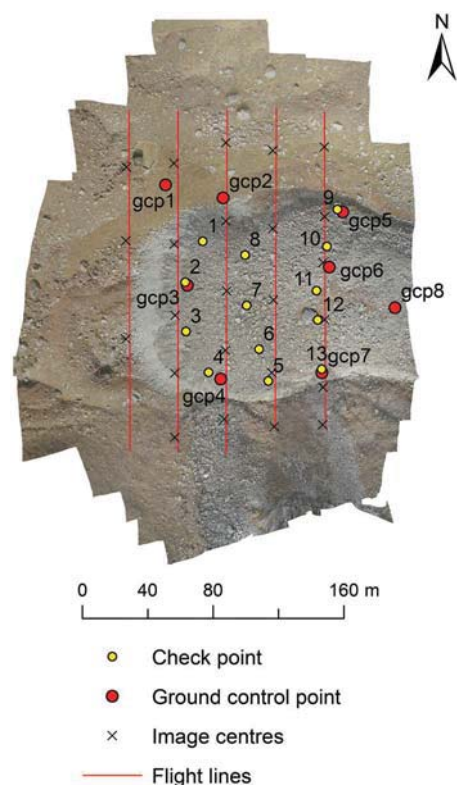 N
gcp1
gcp2
9
gcp5
1
8
10
2
gcp6
gcp3
11
gcp8
7
12
3
6
4
5
13
gcp7
gcp4
0 40 80 160 m
Check point
Ground control point
Image centres
Flight lines